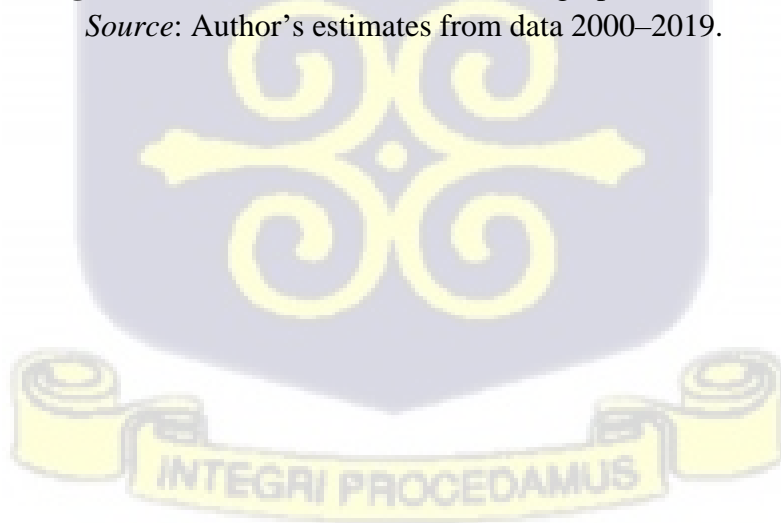 Source: Author’s estimates from data 2000–2019.
INTEGRI PROCEDAMUS